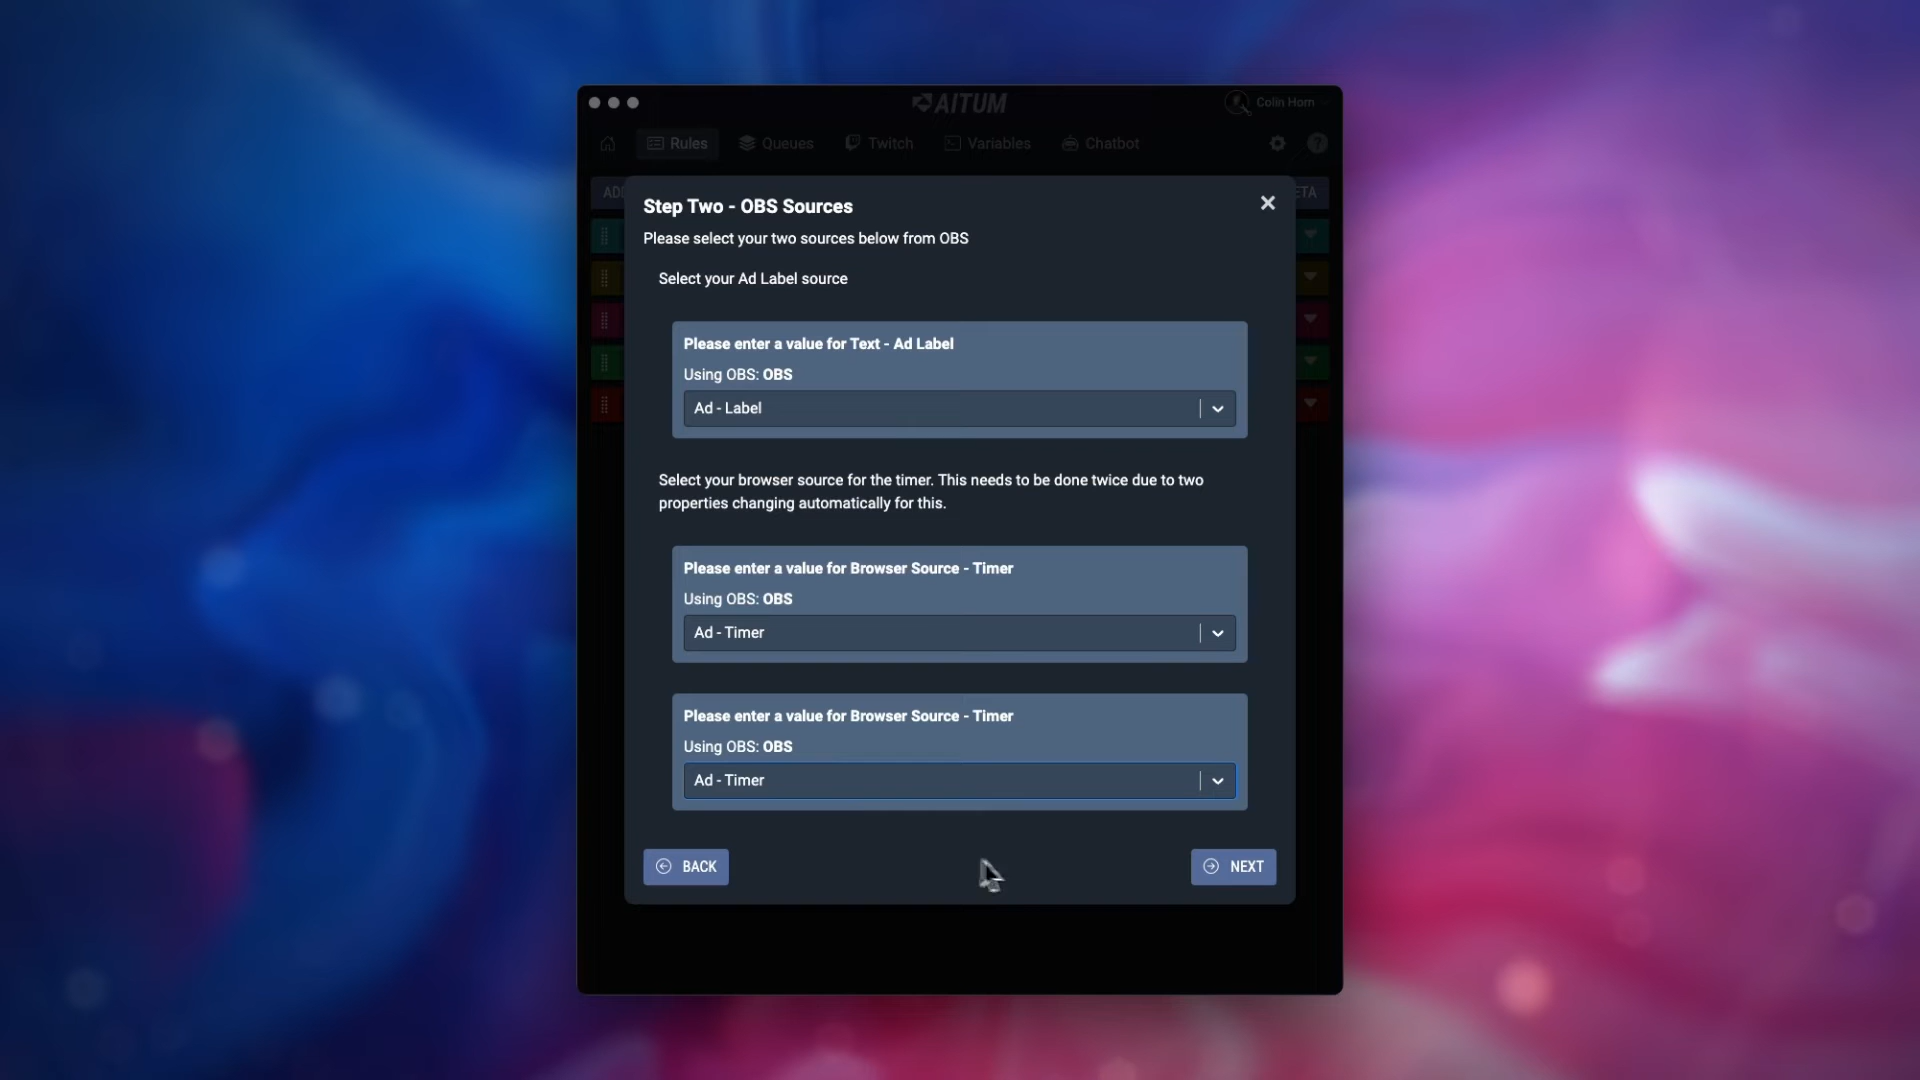 AITUM
Colin Horn
Rules
Queues
Twitch
Variables
Chatbot
?
Step Two - OBS Sources
Please select your two sources below from OBS
Select your Ad Label source
Please enter a value for Text - Ad Label
Using OBS: OBS
Ad - Label
Select your browser source for the timer. This needs to be done twice due to two
properties changing automatically for this.
Please enter a value for Browser Source - Timer
Using OBS: OBS
Ad - Timer
Please enter a value for Browser Source - Timer
Using OBS: OBS
Ad - Timer
BACK
NEXT